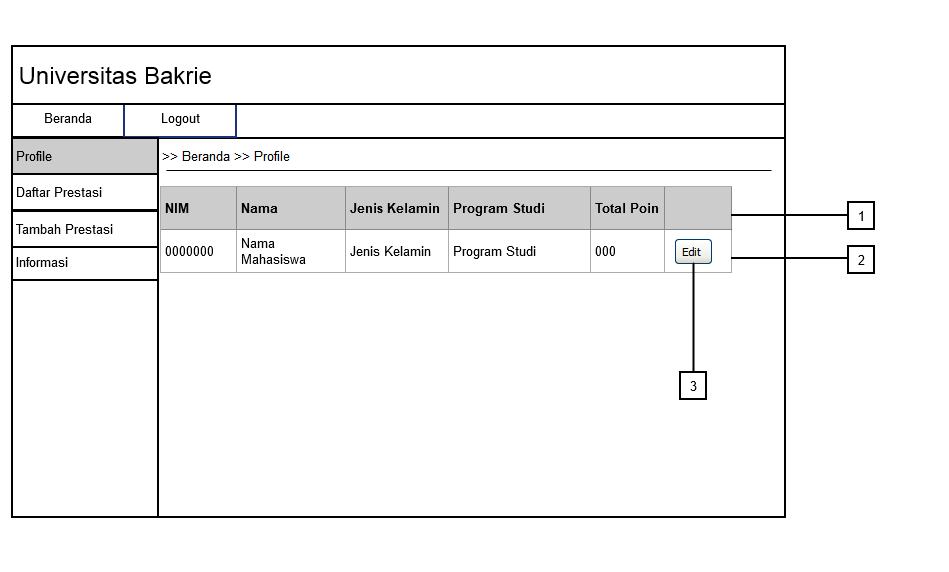 Universitas Bakrie
Beranda Logout
Profile
Daftar Prestasi
Tambah Prestasi
Informasi
>> Beranda >> Profile
NIM Nama Jenis Kelamin Program Studi Total Poin
0000000 Nama Mahasiswa Jenis Kelamin Program Studi 000 Edit
1
2
3